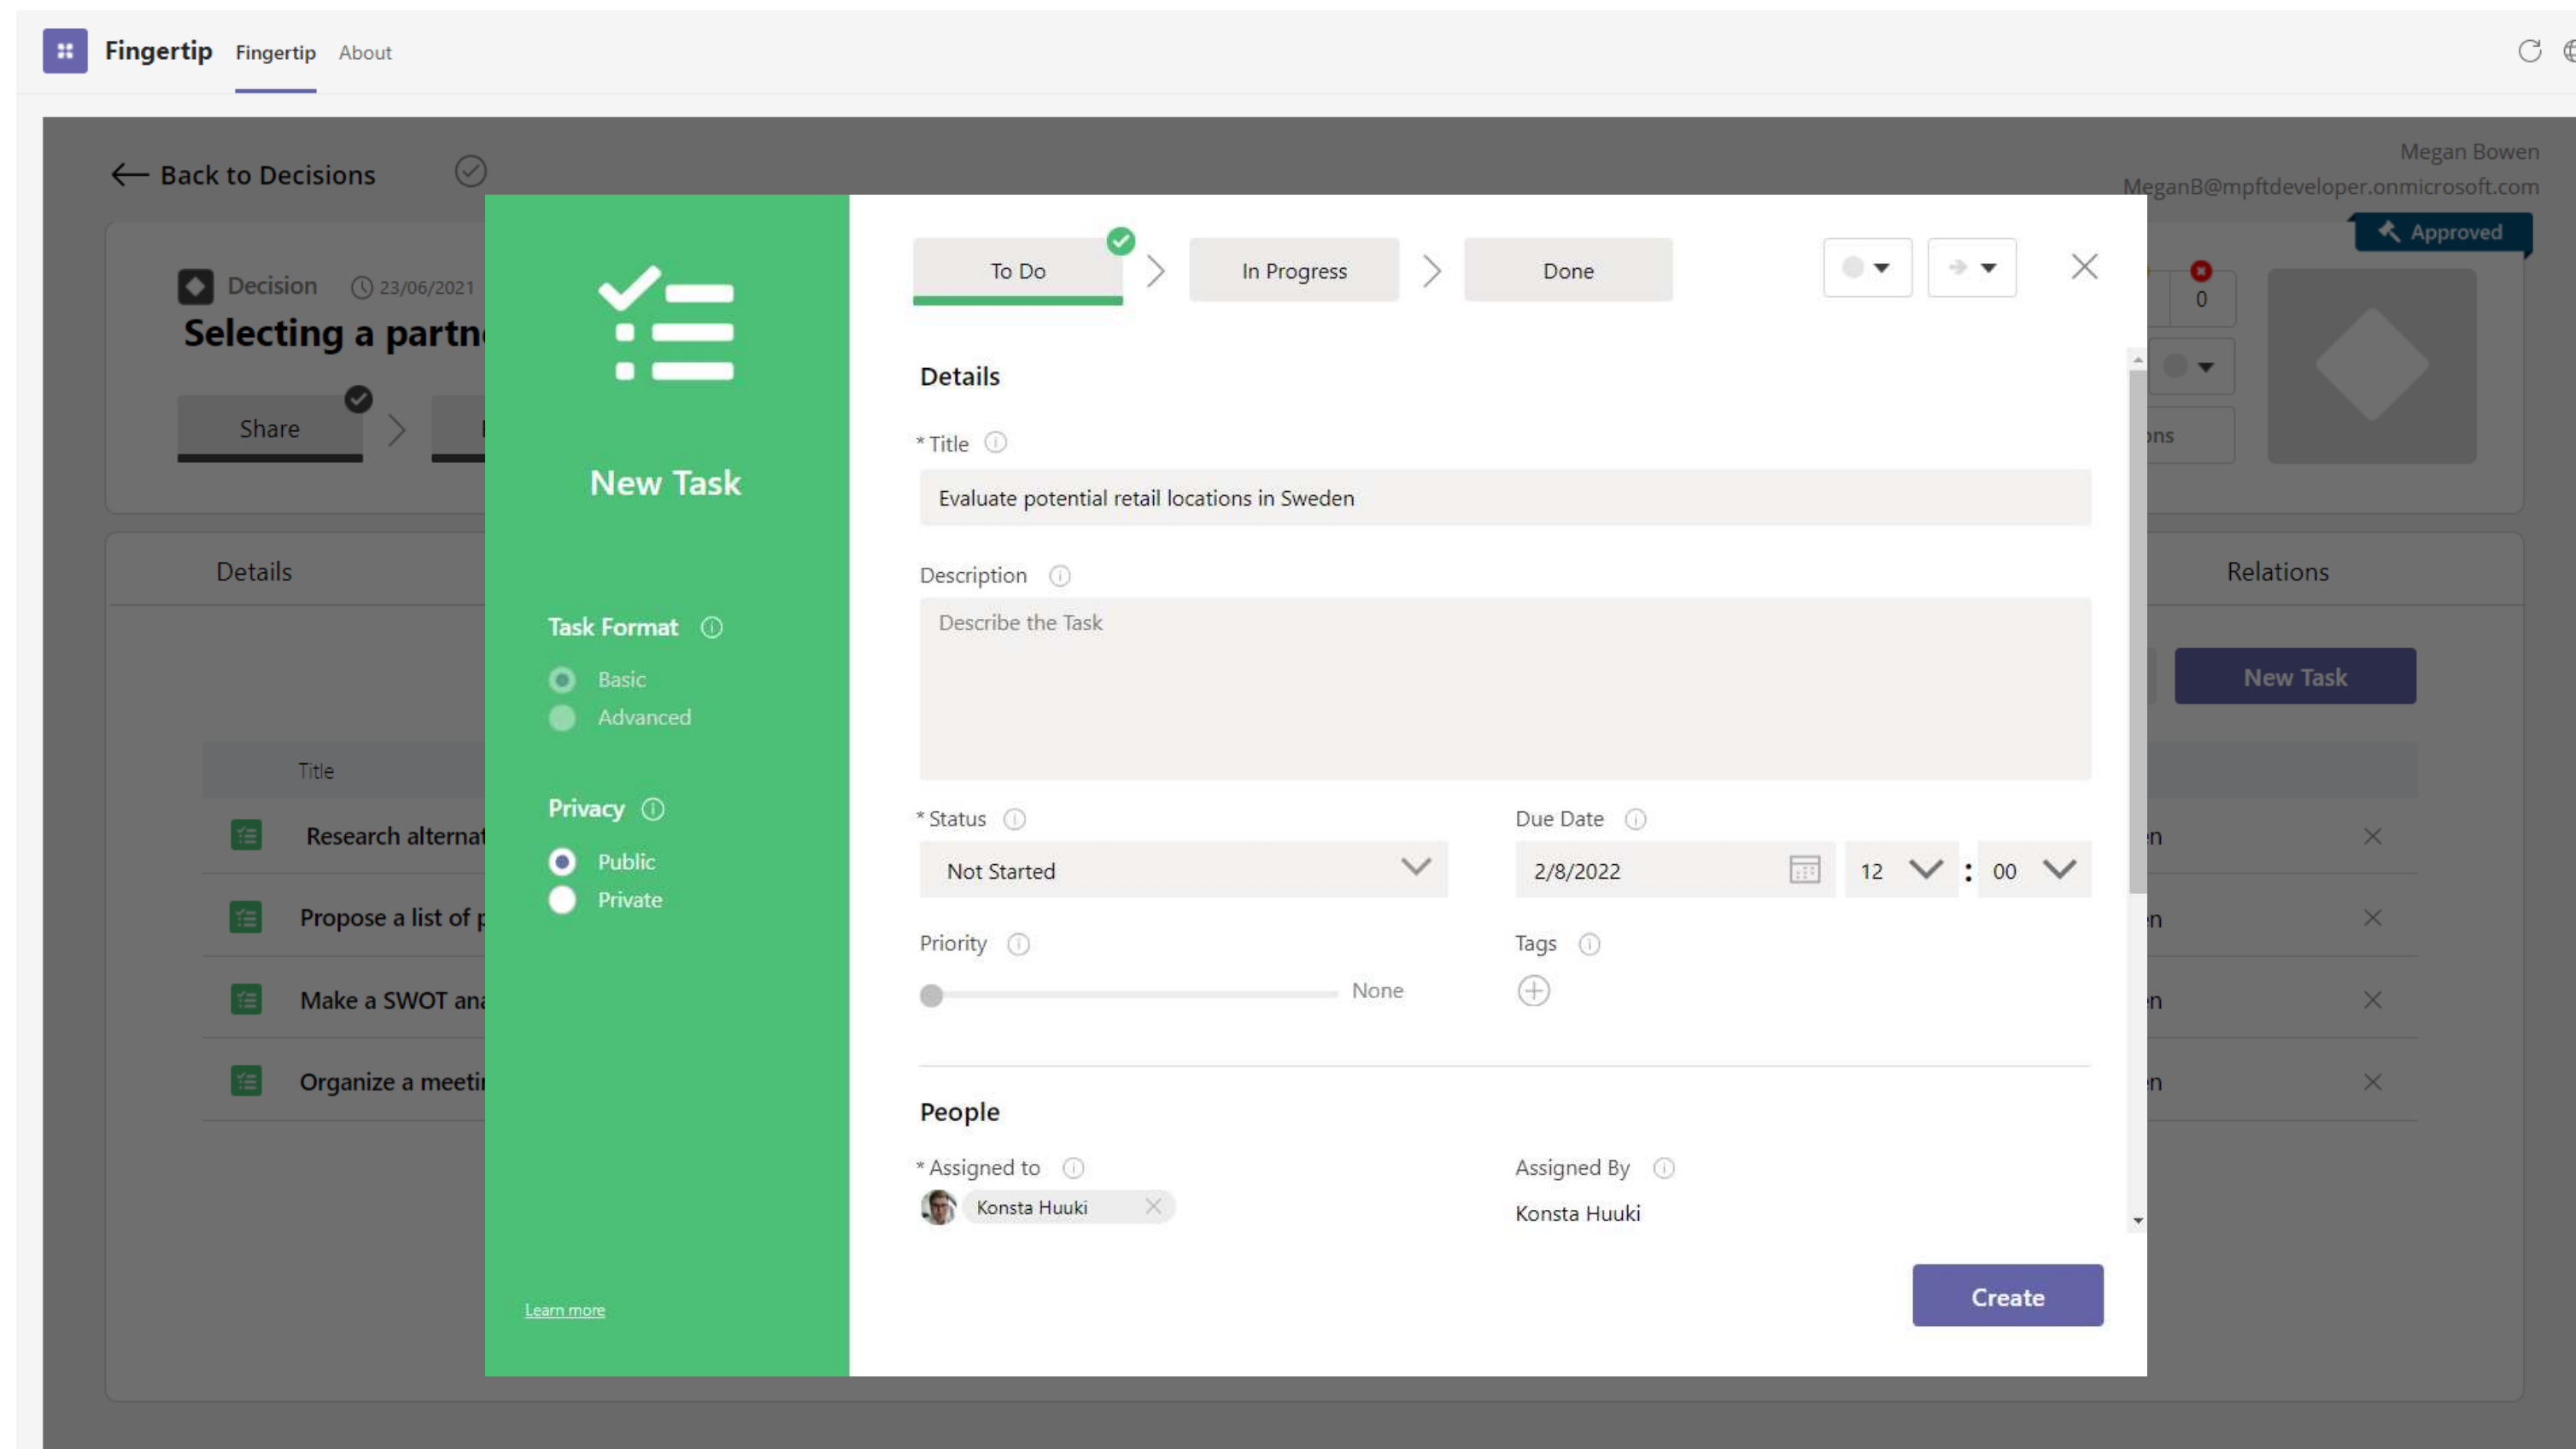 Fingertip Fingertip About
Back to Decisions
Megan Bowen
MeganB@mpftdeveloper.onmicrosoft.com
Approved
Decision 23/06/2021
Selecting a
0
Share
Details
Relations
New Task
Title
Research
Propose a list of
Make a SWOT
Organize a
New Task
Task Format
Basic
Advanced
Privacy
Public
Private
Learn more
To Do
In Progress
Done
Details
* Title
Evaluate potential retail locations in Sweden
Description
Describe the Task
* Status
Due Date
Not Started
2/8/2022
12 : 00
Priority
Tags
None
People
* Assigned to
Assigned By
Konsta Huuki
Konsta Huuki
Create